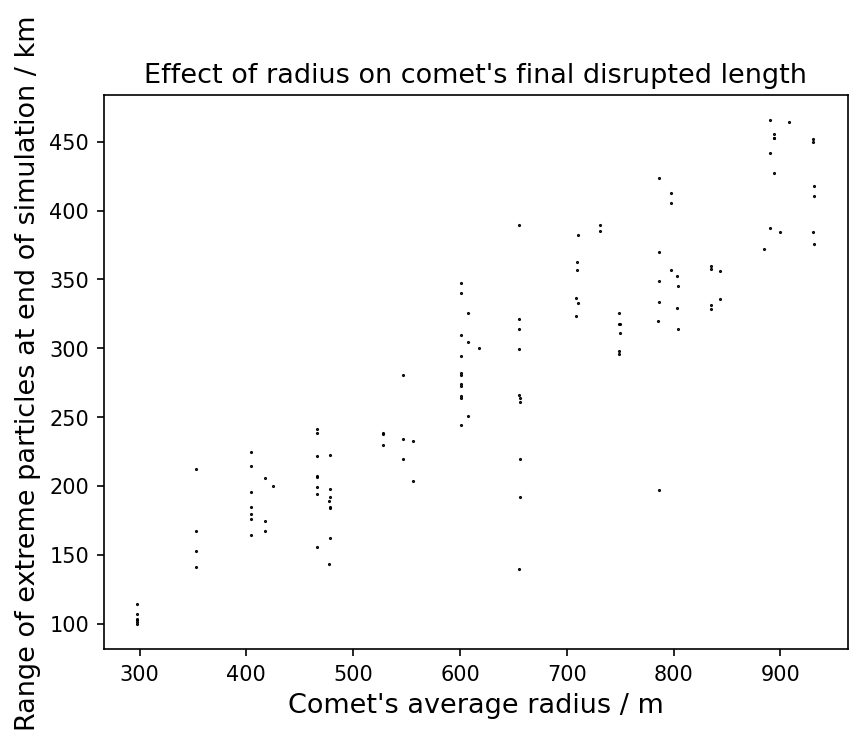 Effect of radius on comet's final disrupted length
Range of extreme particles at end of simulation / km
450
400
350
300
250
200
150
100
300 400 500 600 700 800 900
Comet's average radius / m